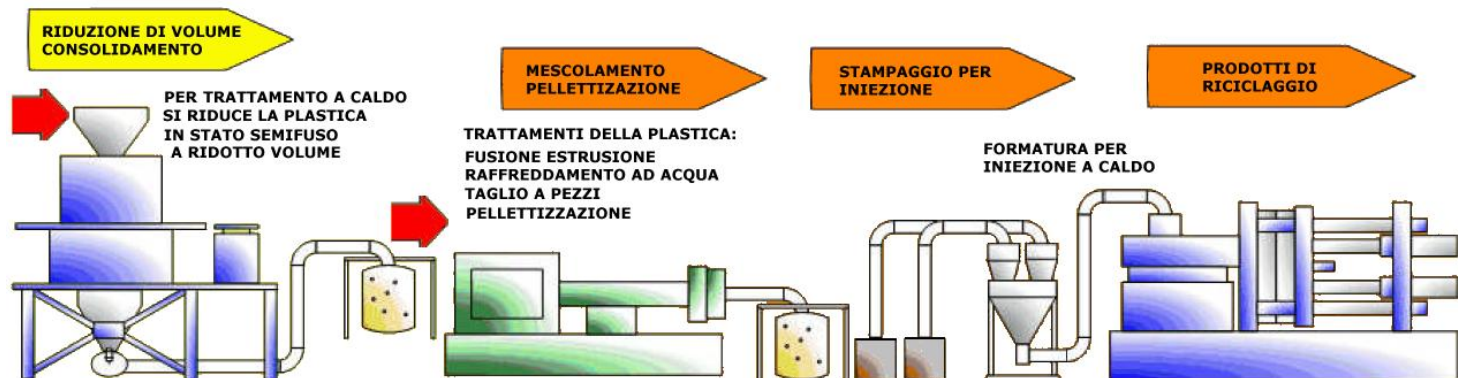 RIDUZIONE DI VOLUME
CONSOLIDAMENTO
PER TRATTAMENTO A CALDO
SI RIDUCE LA PLASTICA
IN STATO SEMIFUSO
A RIDOTTO VOLUME
MESCOLAMENTO
PELLETTIZAZIONE
TRATTAMENTI DELLA PLASTICA:
FUSIONE ESTRUSIONE
RAFFREDDAMENTO AD ACQUA
TAGLIO A PEZZI
PELLETTIZZAZIONE
STAMPAGGIO PER
INIEZIONE
FORMATURA PER
INIEZIONE A CALDO
PRODOTTI DI
RICICLAGGIO